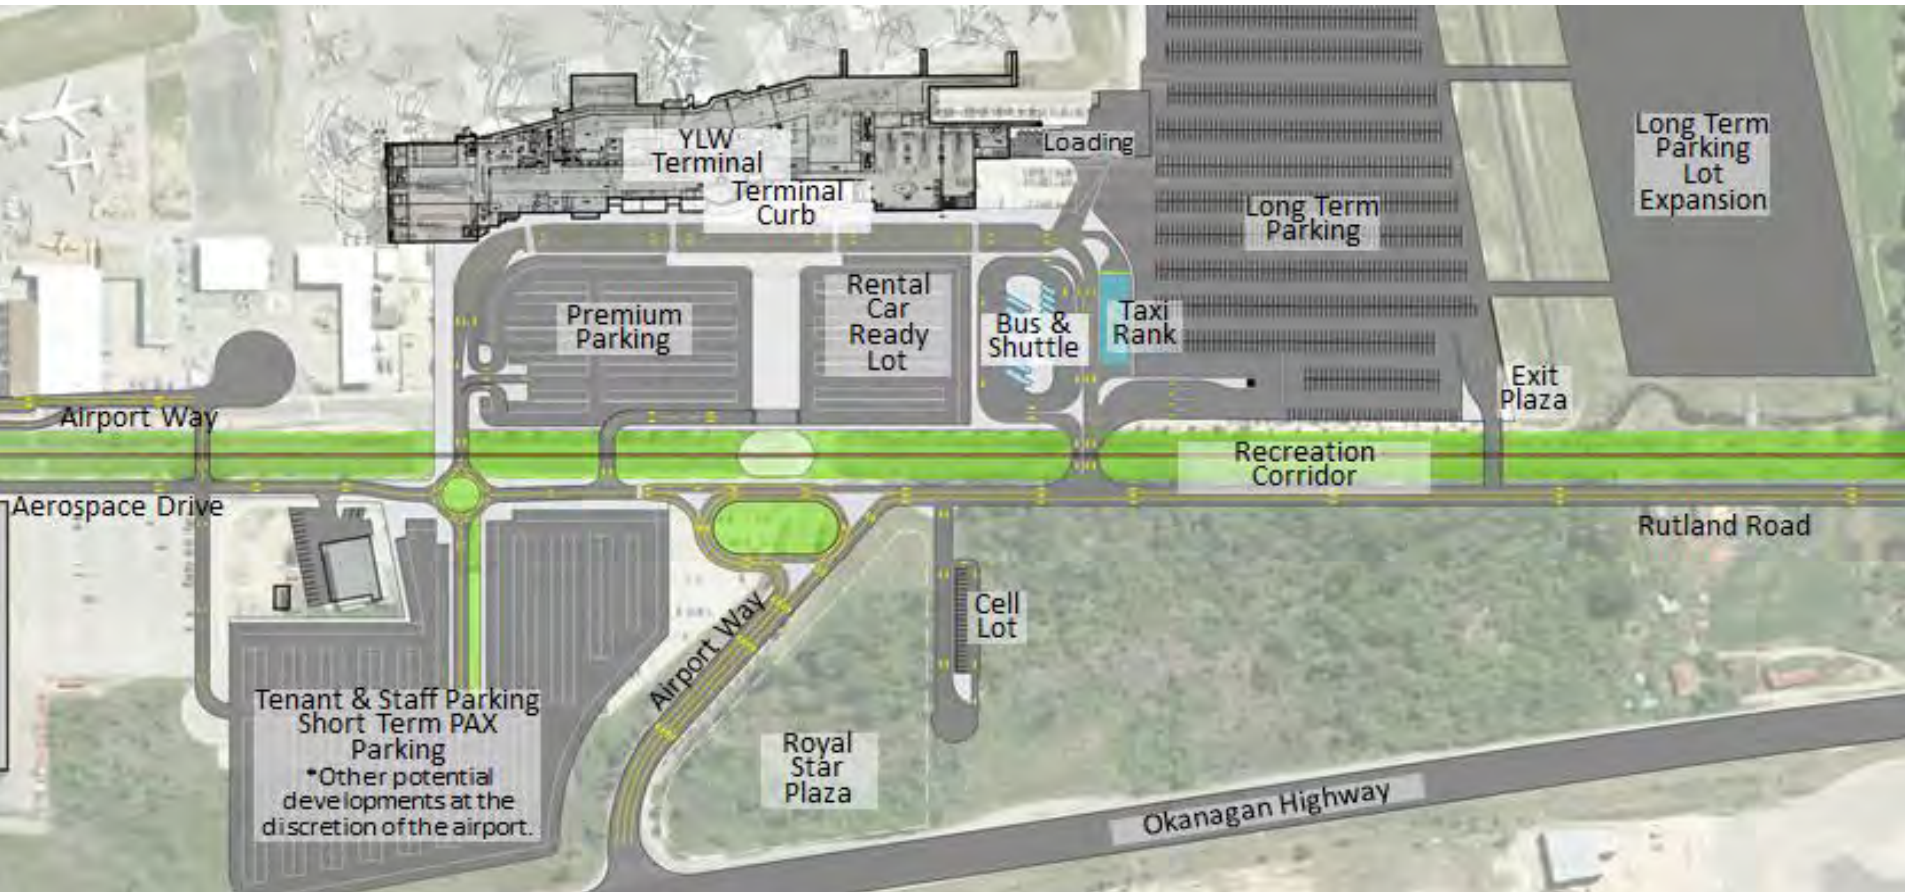 YLW
Terminal
Terminal
Curb
Loading
Long Term
Parking
Long Term
Parking
Lot
Expansion
Premium
Parking
Rental
Car
Ready
Lot
Bus &
Shuttle
Taxi
Rank
Exit
Plaza
Airport Way
Recreation
Corridor
Aerospace Drive
Rutland Road
Airport Way
Cell
Lot
Tenant & Staff Parking
Short Term PAX
Parking
*Other potential
developments at the
discretion of the airport.
Royal
Star
Plaza
Okanagan Highway